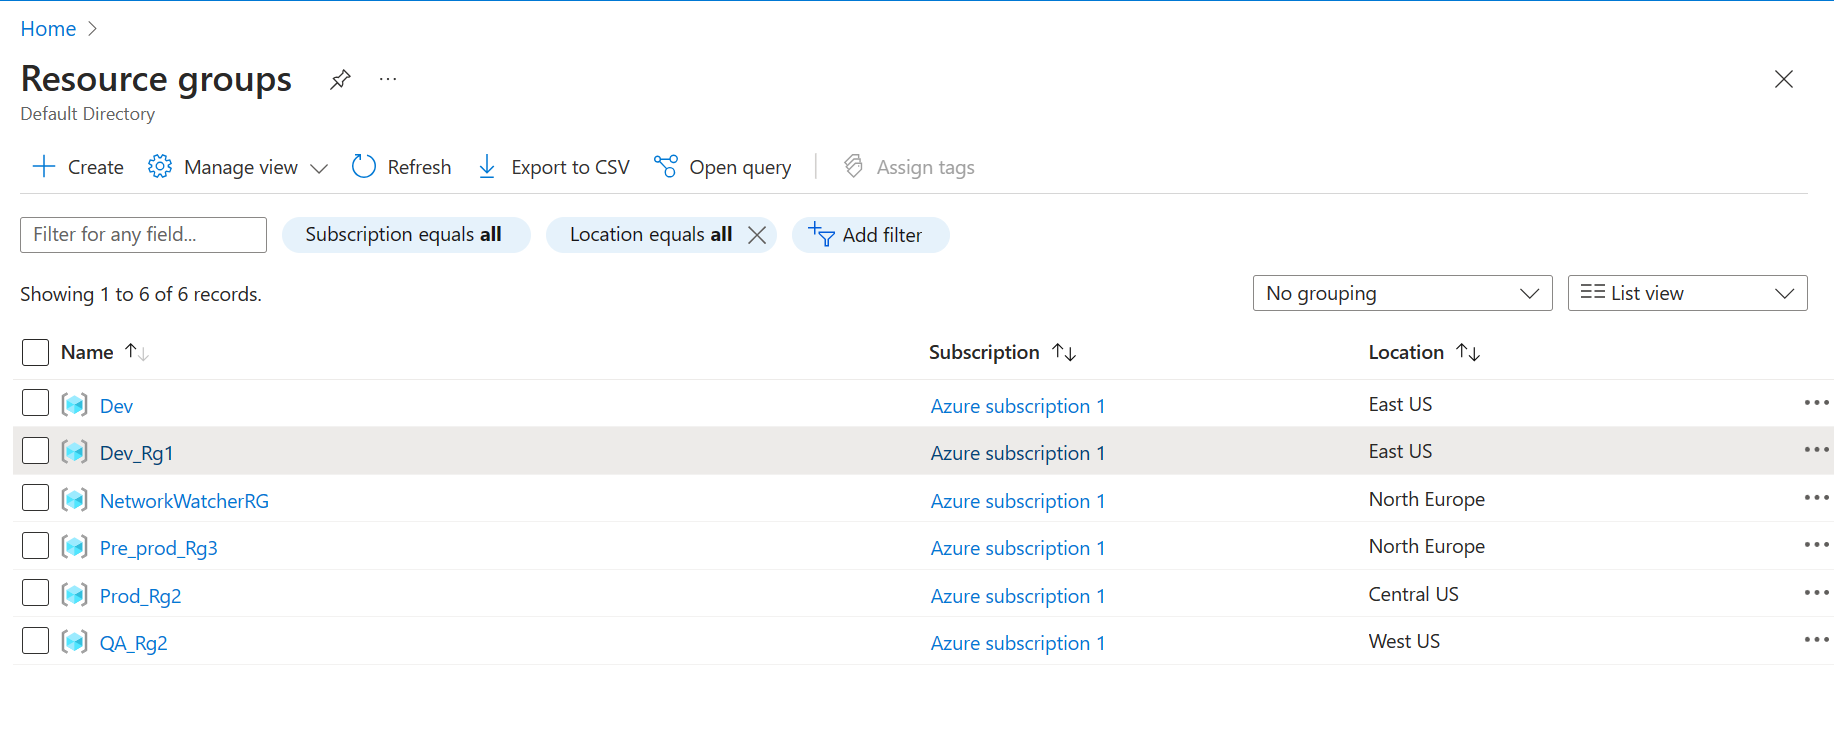 Home
Resource groups
Default Directory
Create Manage view Refresh Export to CSV Open query Assign tags
Filter for any field... Subscription equals all Location equals all Add filter
Showing 1 to 6 of 6 records. No grouping List view
Name Subscription Location
Dev Azure subscription 1 East US
Dev_Rg1 Azure subscription 1 East US
NetworkWatcherRG Azure subscription 1 North Europe
Pre_prod_Rg3 Azure subscription 1 North Europe
Prod_Rg2 Azure subscription 1 Central US
QA_Rg2 Azure subscription 1 West US